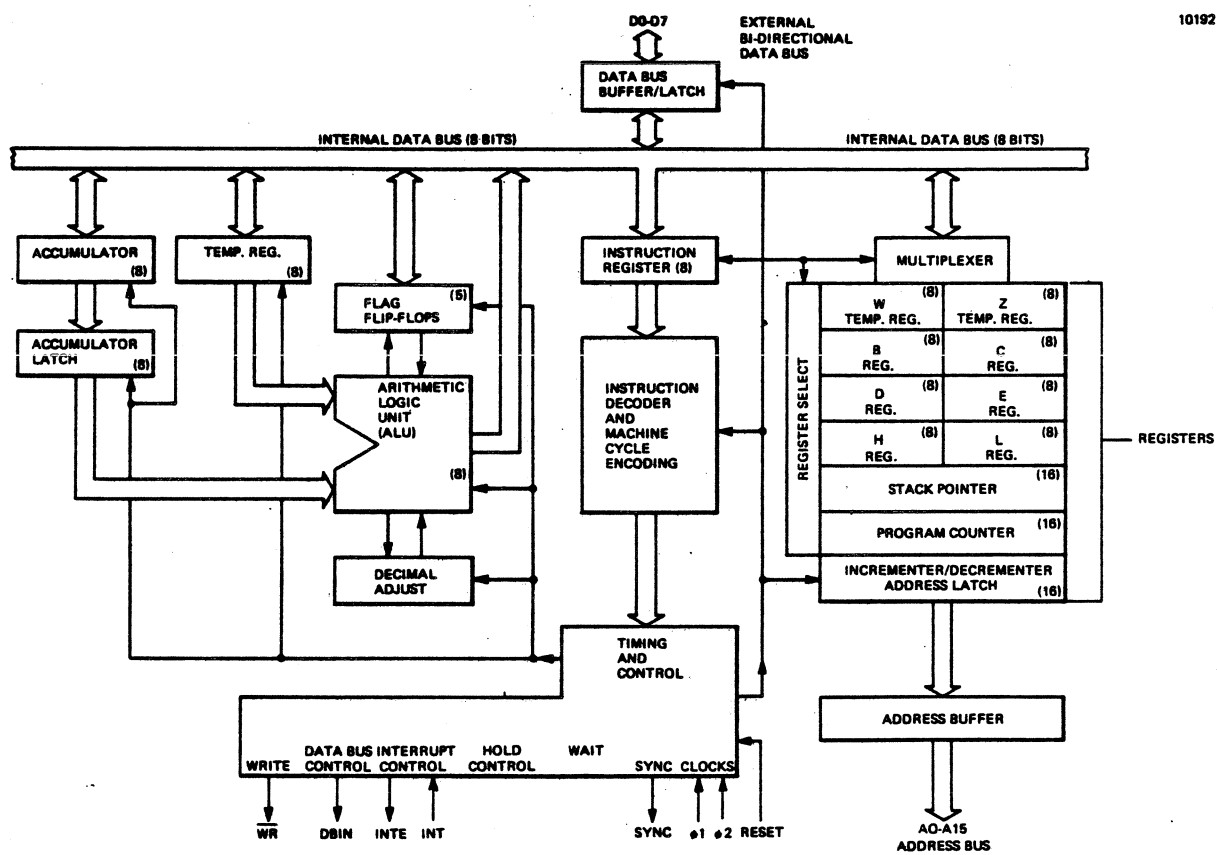 10192
D0-D7
EXTERNAL
BI-DIRECTIONAL
DATA BUS
DATA BUS
BUFFER/LATCH
INTERNAL DATA BUS (8 BITS)
INTERNAL DATA BUS (8 BITS)
ACCUMULATOR
(8)
TEMP. REG.
(8)
INSTRUCTION
REGISTER (8)
MULTIPLEXER
FLAG
FLIP-FLOPS
(5)
ACCUMULATOR
LATCH
(8)
ARITHMETIC
LOGIC
UNIT
(ALU)
(8)
INSTRUCTION
DECODER
AND
MACHINE
CYCLE
ENCODING
DECIMAL
ADJUST
REGISTER SELECT
W (8)
TEMP. REG.
Z (8)
TEMP. REG.
B (8)
REG.
C (8)
REG.
D (8)
REG.
E (8)
REG.
H (8)
REG.
L (8)
REG.
STACK POINTER (16)
PROGRAM COUNTER (16)
INCREMENTER/DECREMENTER
ADDRESS LATCH
(16)
REGISTERS
TIMING
AND
CONTROL
ADDRESS BUFFER
WRITE
DATA BUS
CONTROL
INTERRUPT
CONTROL
HOLD
CONTROL
WAIT
SYNC
CLOCKS
WR
DBIN
INTE
INT
SYNC
ø1
ø2
RESET
A0-A15
ADDRESS BUS